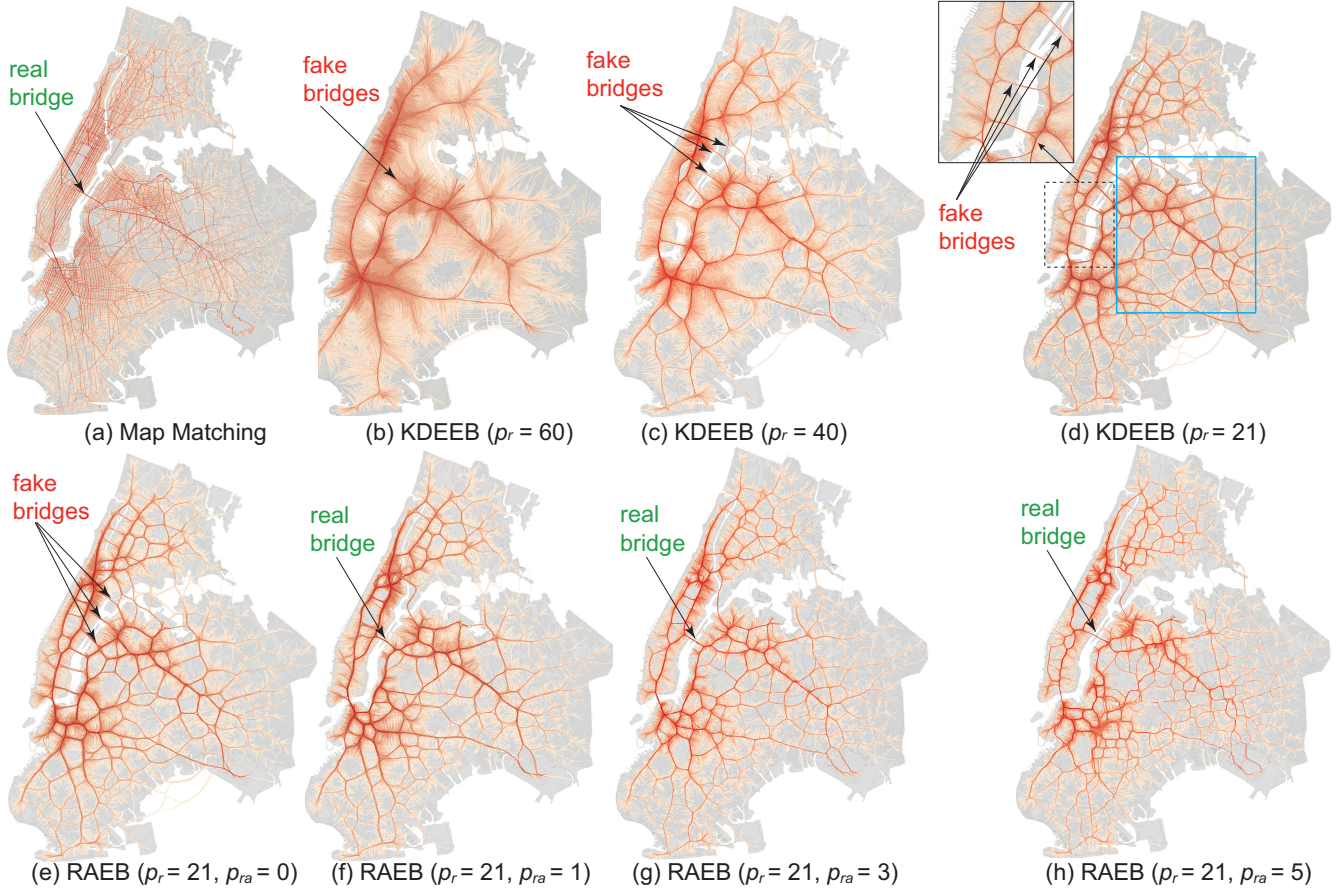 real
bridge
fake
bridges
fake
bridges
fake
bridges
(a) Map Matching
(b) KDEEB (pr = 60)
(c) KDEEB (pr = 40)
(d) KDEEB (pr = 21)
fake
bridges
real
bridge
real
bridge
real
bridge
(e) RAEB (pr = 21, pra = 0)
(f) RAEB (pr = 21, pra = 1)
(g) RAEB (pr = 21, pra = 3)
(h) RAEB (pr = 21, pra = 5)